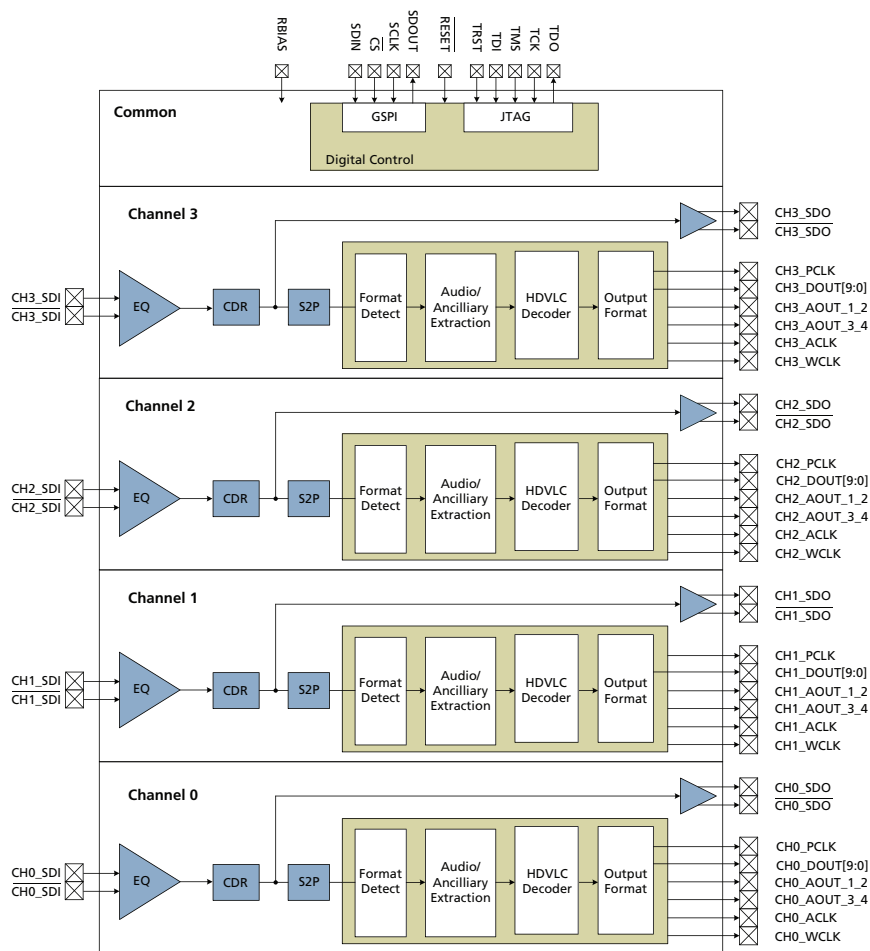 RBIAS
SDIN
CS
SCLK
SDOUT
RESET
TRST
TDI
TMS
TCK
TDO
Common
GSPI
JTAG
Digital Control
Channel 3
CH3_SDO
CH3_SDO
CH3_SDI
CH3_SDI
EQ
CDR
S2P
Format
Detect
Audio/
Ancilliary
Extraction
HDVLC
Decoder
Output
Format
CH3_PCLK
CH3_DOUT[9:0]
CH3_AOUT_1_2
CH3_AOUT_3_4
CH3_ACLK
CH3_WCLK
Channel 2
CH2_SDO
CH2_SDO
CH2_SDI
CH2_SDI
EQ
CDR
S2P
Format
Detect
Audio/
Ancilliary
Extraction
HDVLC
Decoder
Output
Format
CH2_PCLK
CH2_DOUT[9:0]
CH2_AOUT_1_2
CH2_AOUT_3_4
CH2_ACLK
CH2_WCLK
Channel 1
CH1_SDO
CH1_SDO
CH1_SDI
CH1_SDI
EQ
CDR
S2P
Format
Detect
Audio/
Ancilliary
Extraction
HDVLC
Decoder
Output
Format
CH1_PCLK
CH1_DOUT[9:0]
CH1_AOUT_1_2
CH1_AOUT_3_4
CH1_ACLK
CH1_WCLK
Channel 0
CH0_SDO
CH0_SDO
CH0_SDI
CH0_SDI
EQ
CDR
S2P
Format
Detect
Audio/
Ancilliary
Extraction
HDVLC
Decoder
Output
Format
CH0_PCLK
CH0_DOUT[9:0]
CH0_AOUT_1_2
CH0_AOUT_3_4
CH0_ACLK
CH0_WCLK